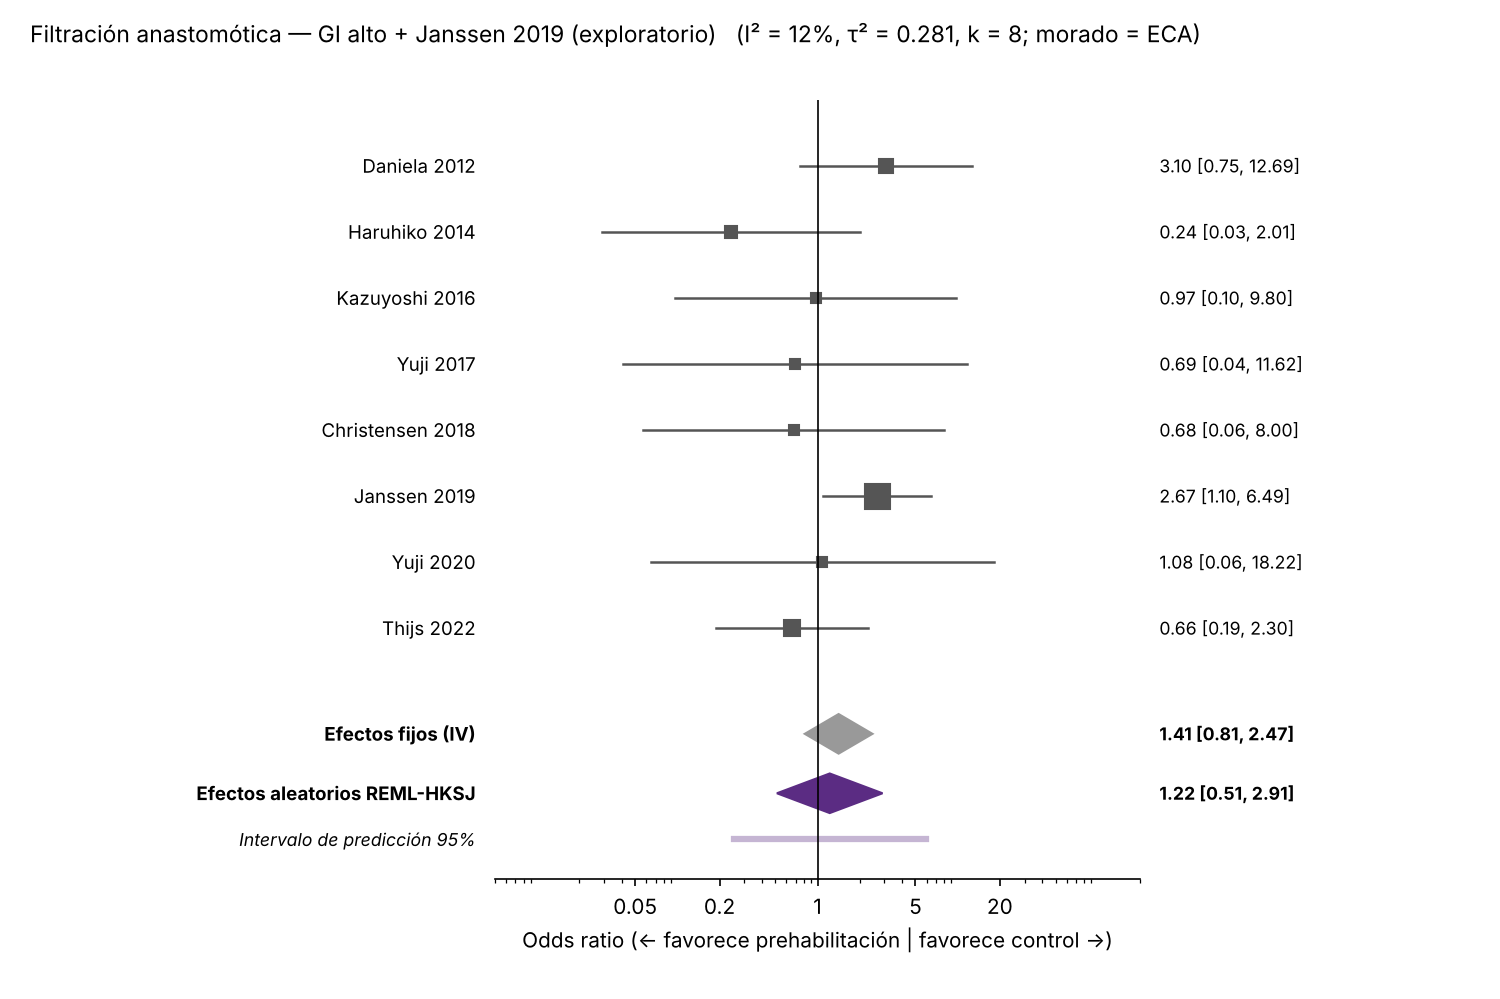 Filtración anastomótica — GI alto + Janssen 2019 (exploratorio) (I² = 12%, τ² = 0.281, k = 8; morado = ECA)
Daniela 2012 3.10 [0.75, 12.69]
Haruhiko 2014 0.24 [0.03, 2.01]
Kazuyoshi 2016 0.97 [0.10, 9.80]
Yuji 2017 0.69 [0.04, 11.62]
Christensen 2018 0.68 [0.06, 8.00]
Janssen 2019 2.67 [1.10, 6.49]
Yuji 2020 1.08 [0.06, 18.22]
Thijs 2022 0.66 [0.19, 2.30]
Efectos fijos (IV) 1.41 [0.81, 2.47]
Efectos aleatorios REML-HKSJ 1.22 [0.51, 2.91]
Intervalo de predicción 95%
0.05 0.2 1 5 20
Odds ratio (← favorece prehabilitación | favorece control →)